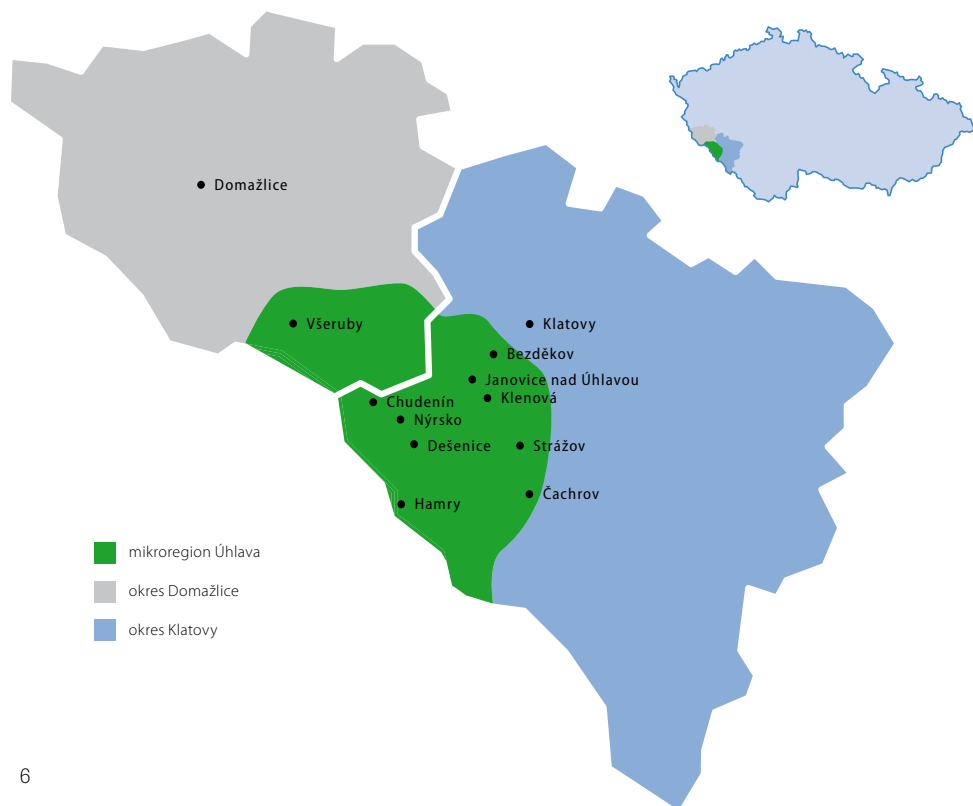 Domažlice
Všeruby
Klatovy
Bezděkov
Janovice nad Úhlavou
Klenová
Chudenín
Nýrsko
Dešenice
Strážov
Čachrov
Hamry
mikroregion Úhlava
okres Domažlice
okres Klatovy
6